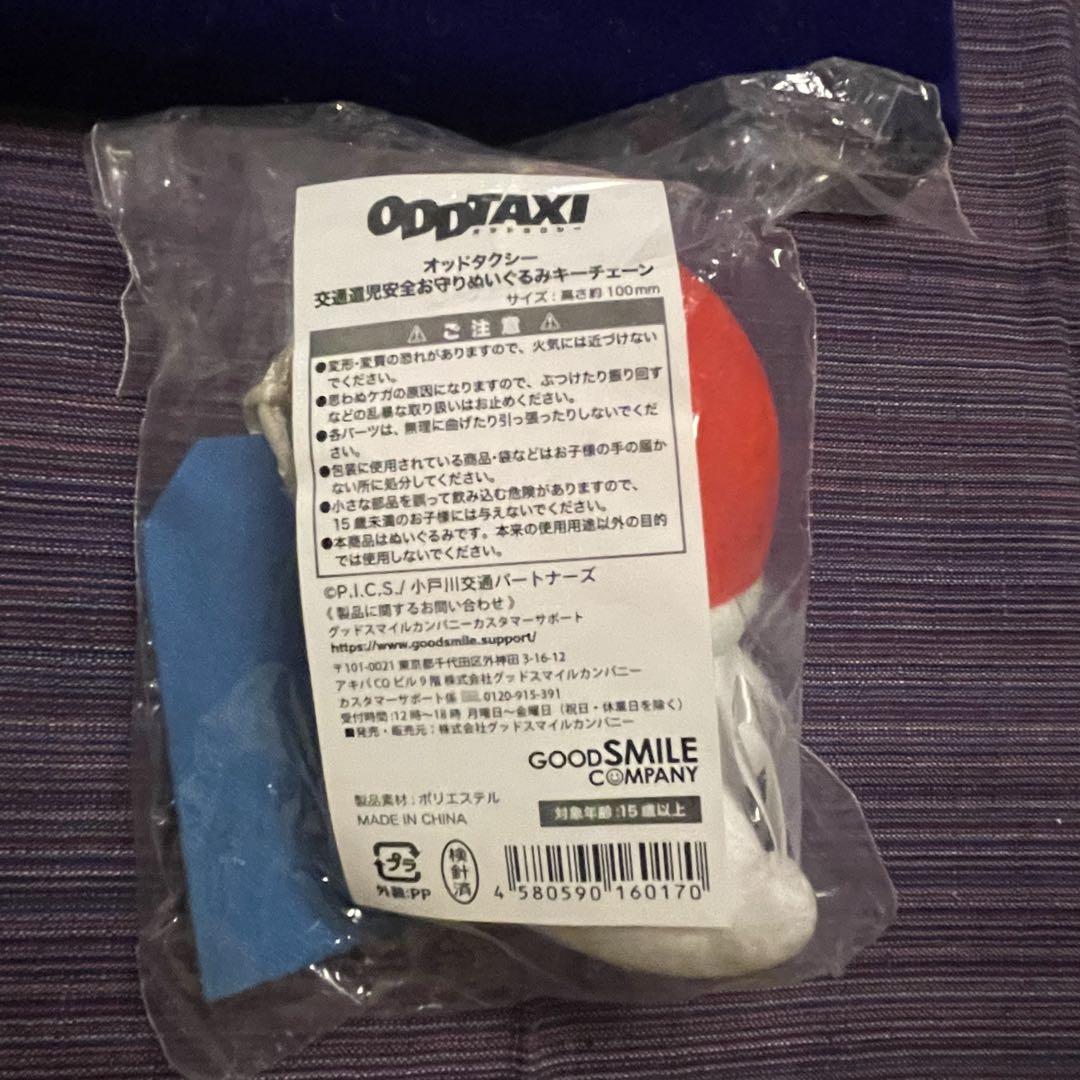 ODDTAXI
オッドタクシー
オッドタクシー
交通遺児安全お守りぬいぐるみキーチェーン
サイズ:高さ約100mm
⚠ ご注意 ⚠
●変形・変質の恐れがありますので、火気には近づけない
でください。
●思わぬケガの原因になりますので、ぶつけたり振り回す
などの乱暴な取り扱いはお止めください。
●各パーツは、無理に曲げたり引っ張ったりしないでくだ
さい。
●包装に使用されている商品・袋などはお子様の手の届か
ない所に処分してください。
●小さな部品を誤って飲み込む危険がありますので、
15歳未満のお子様には与えないでください。
●本商品はぬいぐるみです。本来の使用用途以外の目的
では使用しないでください。
©P.I.C.S./ 小戸川交通パートナーズ
《製品に関するお問い合わせ》
グッドスマイルカンパニーカスタマーサポート
https://www.goodsmile.support/
〒101-0021 東京都千代田区外神田 3-16-12
アキバCOビル9階 株式会社グッドスマイルカンパニー
カスタマーサポート係 0120-915-391
受付時間:12時～18時 月曜日～金曜日（祝日・休業日を除く）
■発売・販売元:株式会社グッドスマイルカンパニー
GOOD SMILE
COMPANY
製品素材:ポリエステル
MADE IN CHINA
対象年齢:15歳以上
プラ
外装:PP
検針済
4 580590 160170